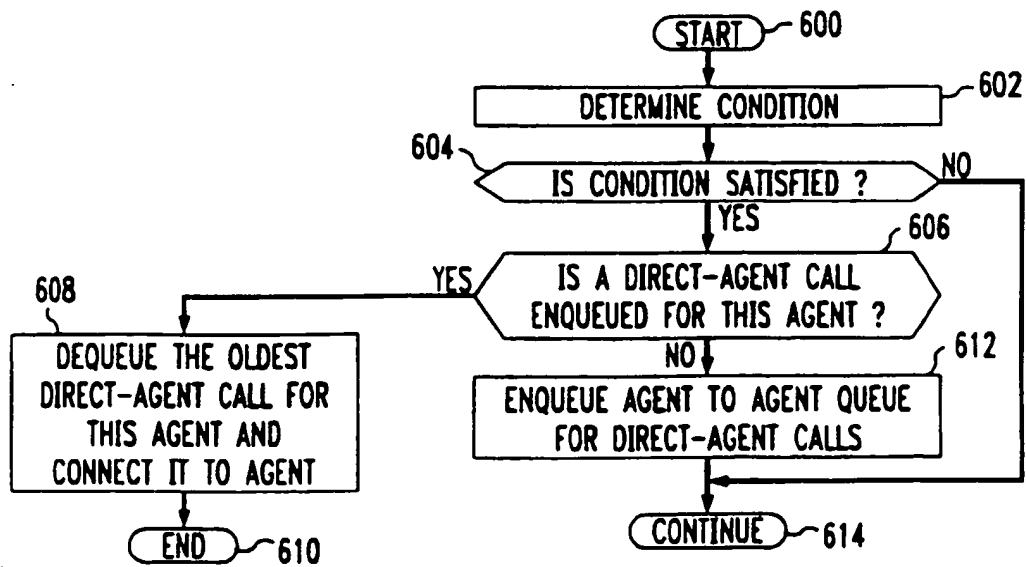 START
600
DETERMINE CONDITION
602
604
IS CONDITION SATISFIED ?
NO
YES
606
IS A DIRECT-AGENT CALL
ENQUEUED FOR THIS AGENT ?
YES
608
DEQUEUE THE OLDEST
DIRECT-AGENT CALL FOR
THIS AGENT AND
CONNECT IT TO AGENT
NO
612
ENQUEUE AGENT TO AGENT QUEUE
FOR DIRECT-AGENT CALLS
END
610
CONTINUE
614